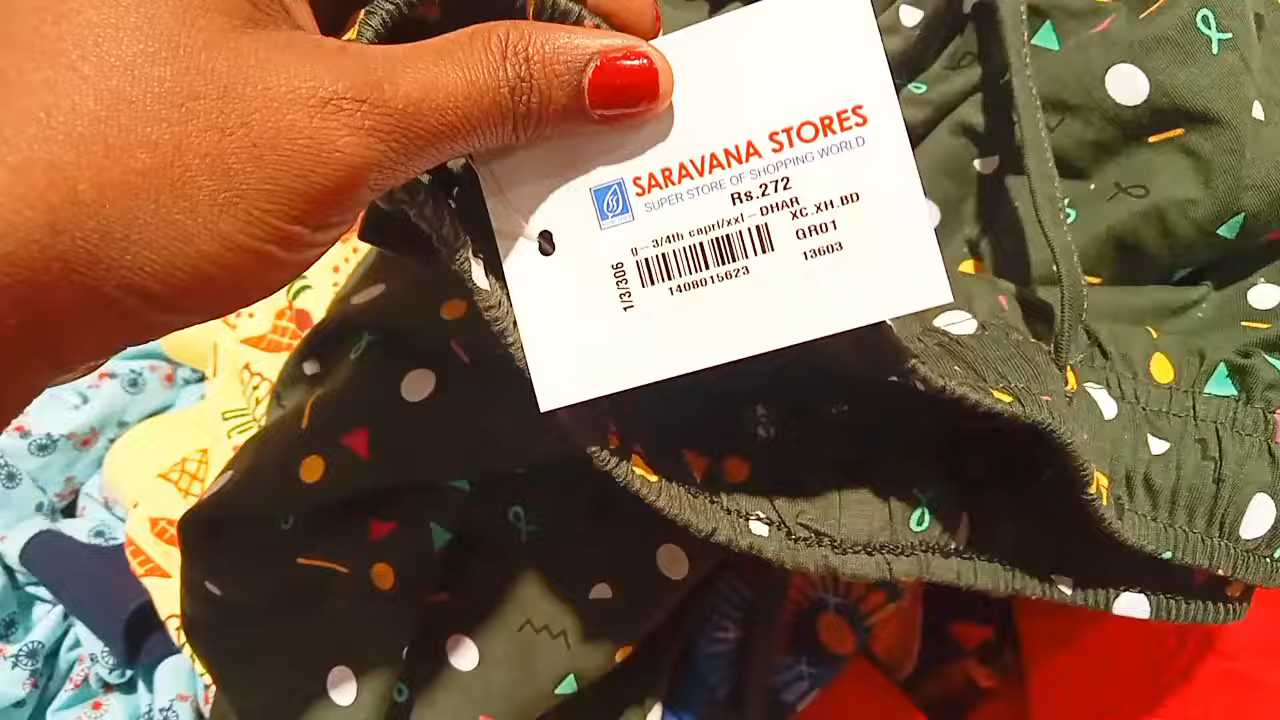 SARAVANA STORES
SUPER STORE OF SHOPPING WORLD
Rs.272
g-3/4th capri/xxl-DHAR
XC.XH.BD
GR01
13603
1408015623
1/3/306